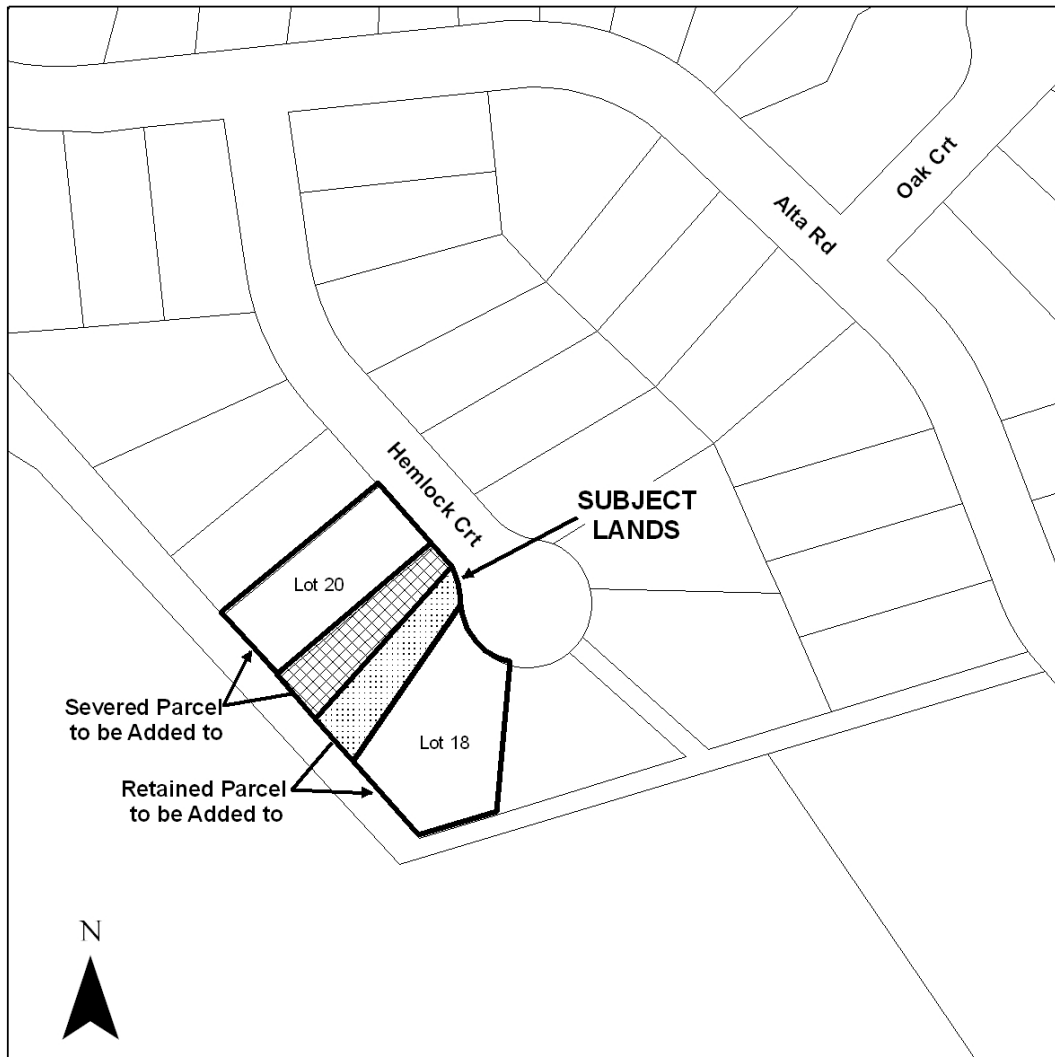 Oak Crt
Alta Rd
Hemlock Crt
SUBJECT
LANDS
Lot 20
Severed Parcel
to be Added to
Lot 18
Retained Parcel
to be Added to
N